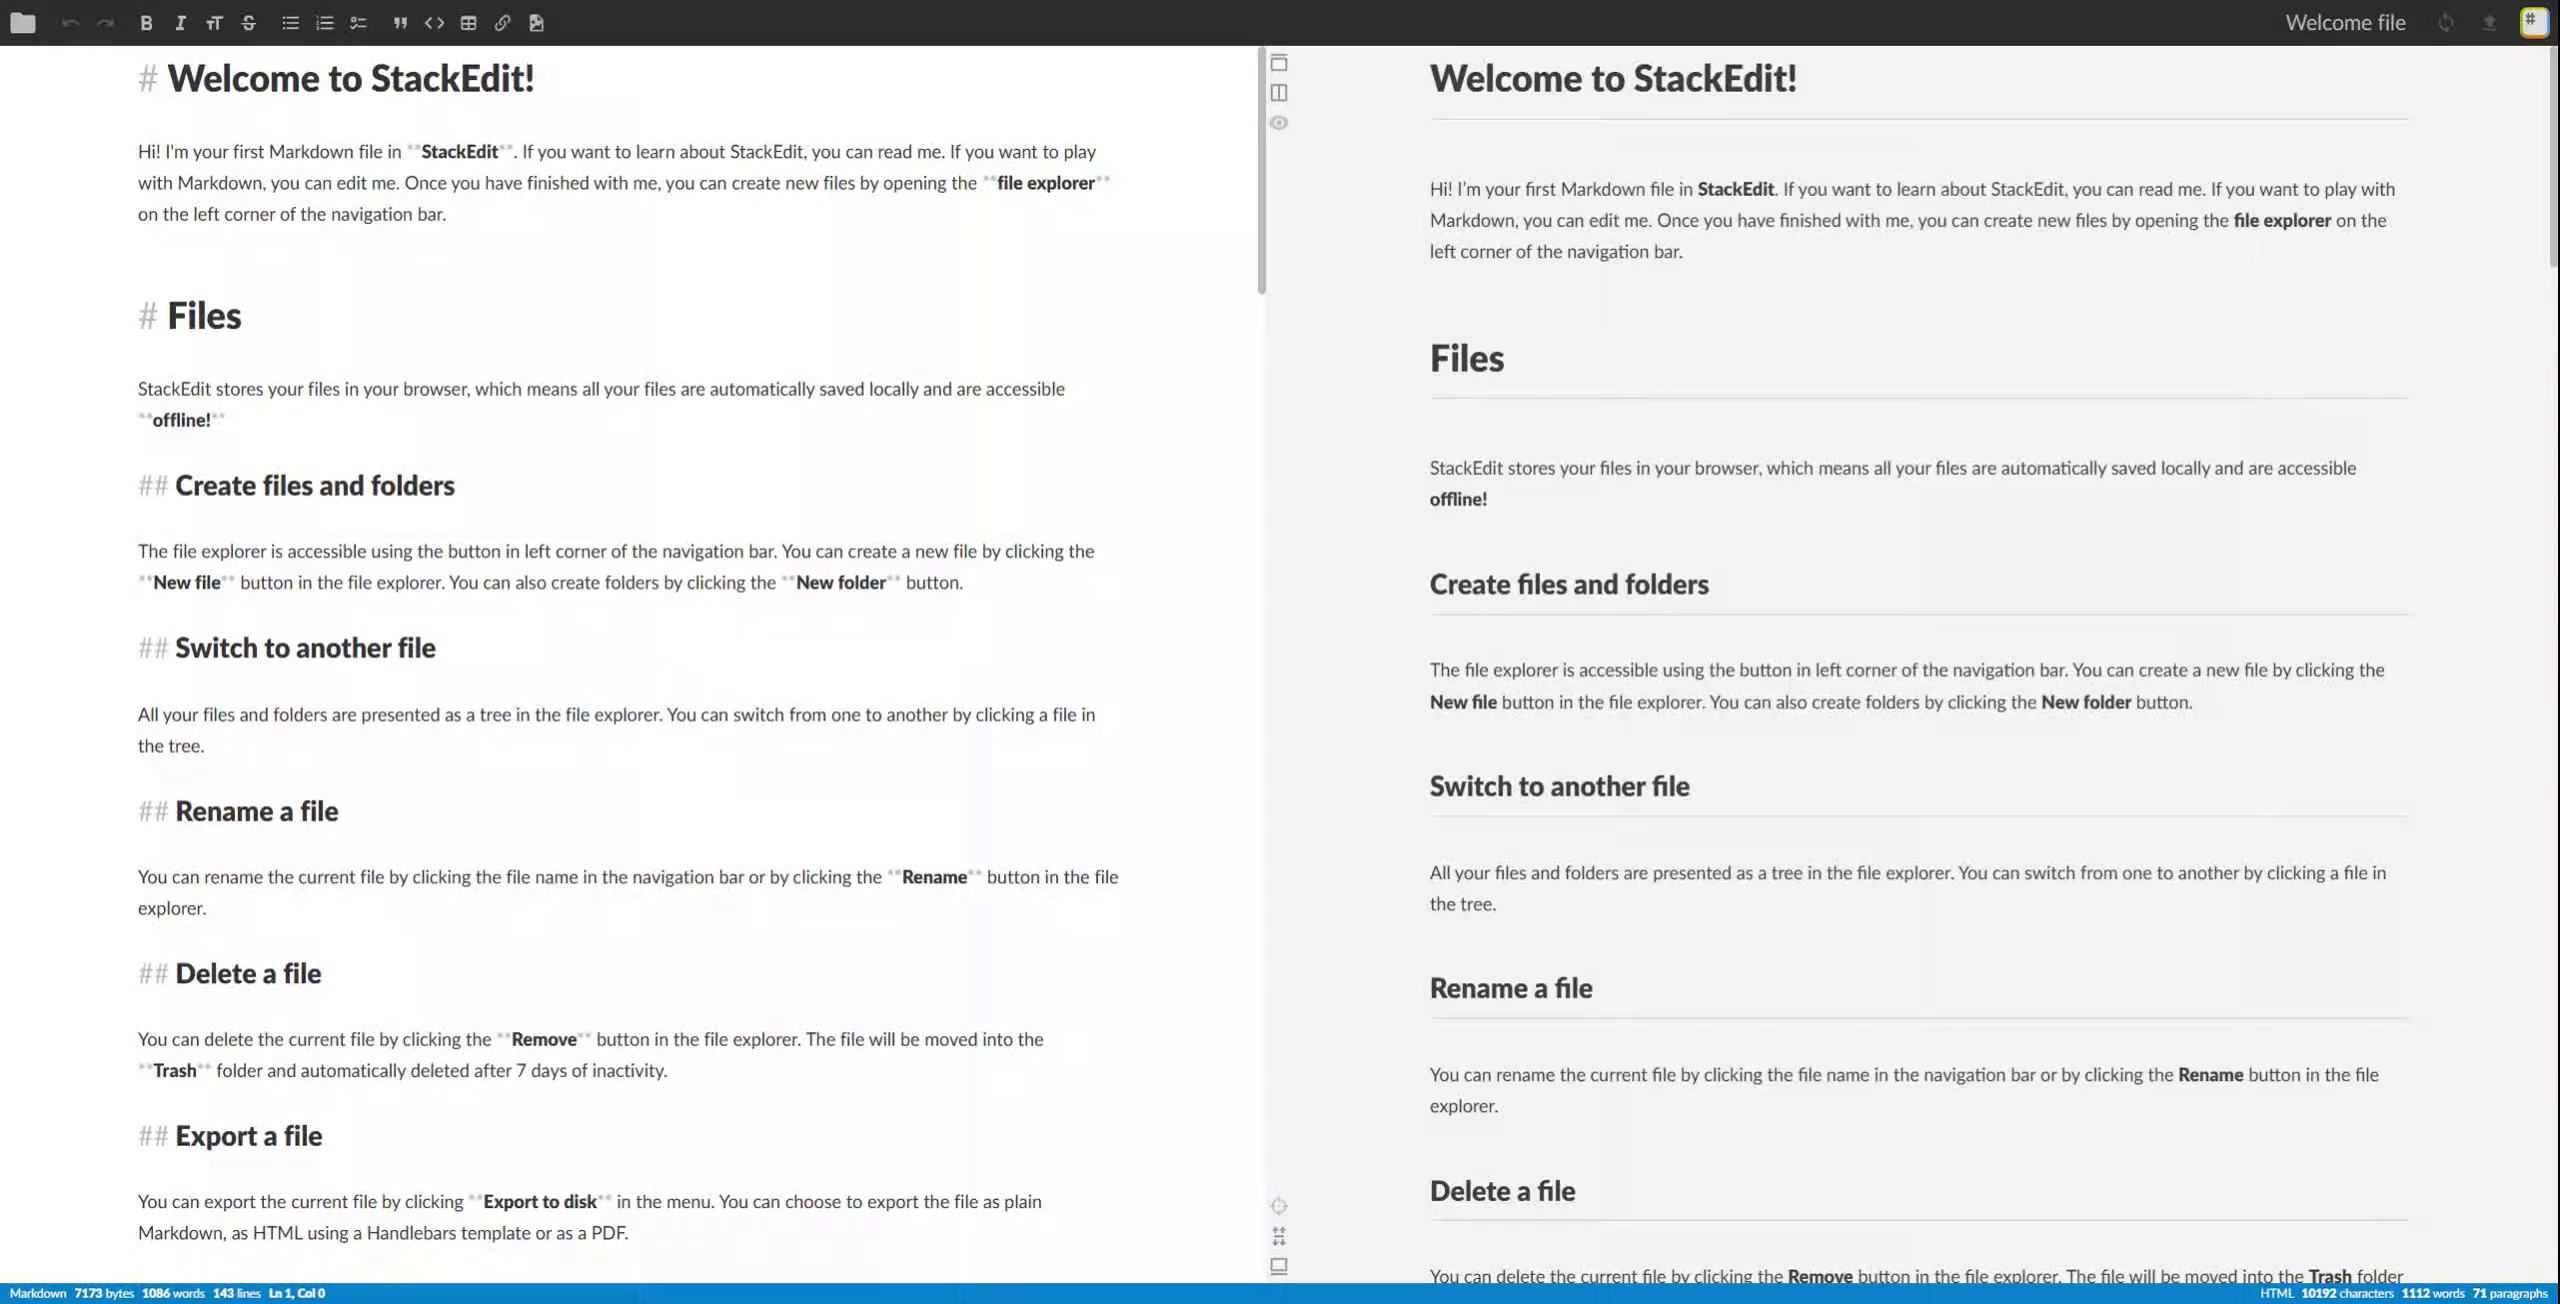 Welcome file
# Welcome to StackEdit!
Hi! I'm your first Markdown file in **StackEdit**. If you want to learn about StackEdit, you can read me. If you want to play
with Markdown, you can edit me. Once you have finished with me, you can create new files by opening the **file explorer**
on the left corner of the navigation bar.
# Files
StackEdit stores your files in your browser, which means all your files are automatically saved locally and are accessible
**offline!**
## Create files and folders
The file explorer is accessible using the button in left corner of the navigation bar. You can create a new file by clicking the
**New file** button in the file explorer. You can also create folders by clicking the **New folder** button.
## Switch to another file
All your files and folders are presented as a tree in the file explorer. You can switch from one to another by clicking a file in
the tree.
## Rename a file
You can rename the current file by clicking the file name in the navigation bar or by clicking the **Rename** button in the file
explorer.
## Delete a file
You can delete the current file by clicking the **Remove** button in the file explorer. The file will be moved into the
**Trash** folder and automatically deleted after 7 days of inactivity.
## Export a file
You can export the current file by clicking **Export to disk** in the menu. You can choose to export the file as plain
Markdown, as HTML using a Handlebars template or as a PDF.
Welcome to StackEdit!
Hi! I'm your first Markdown file in StackEdit. If you want to learn about StackEdit, you can read me. If you want to play with
Markdown, you can edit me. Once you have finished with me, you can create new files by opening the file explorer on the
left corner of the navigation bar.
Files
StackEdit stores your files in your browser, which means all your files are automatically saved locally and are accessible
offline!
Create files and folders
The file explorer is accessible using the button in left corner of the navigation bar. You can create a new file by clicking the
New file button in the file explorer. You can also create folders by clicking the New folder button.
Switch to another file
All your files and folders are presented as a tree in the file explorer. You can switch from one to another by clicking a file in
the tree.
Rename a file
You can rename the current file by clicking the file name in the navigation bar or by clicking the Rename button in the file
explorer.
Delete a file
You can delete the current file by clicking the Remove button in the file explorer. The file will be moved into the Trash folder
Markdown 7173 bytes 1086 words 143 lines Ln 1, Col 0
HTML 10192 characters 1112 words 71 paragraphs